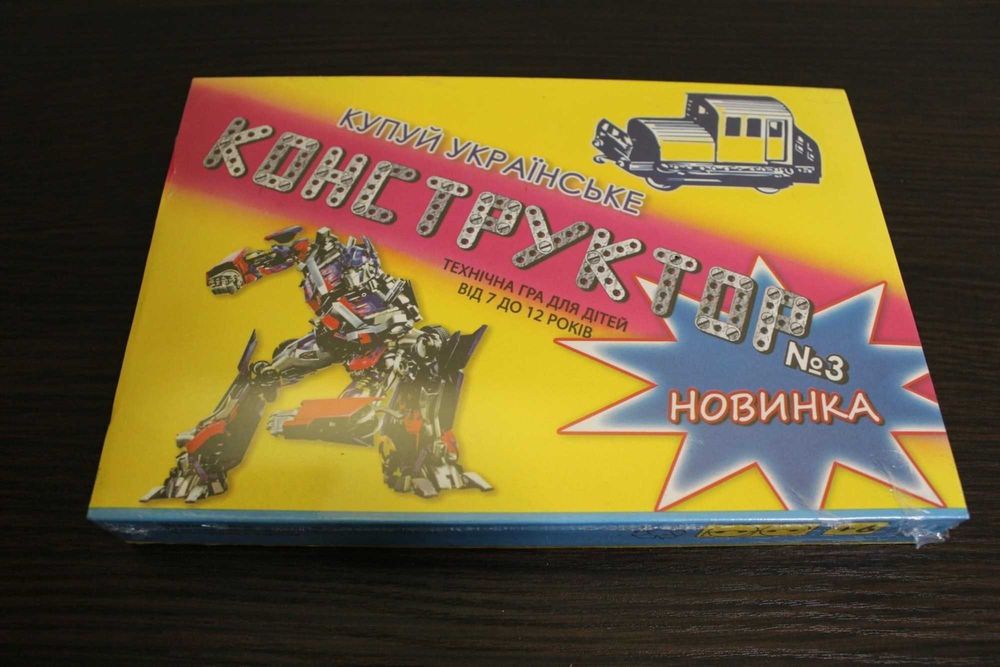 КУПУЙ УКРАЇНСЬКЕ
КОНСТРУКТОР
№3
ТЕХНІЧНА ГРА ДЛЯ ДІТЕЙ
ВІД 7 ДО 12 РОКІВ
НОВИНКА